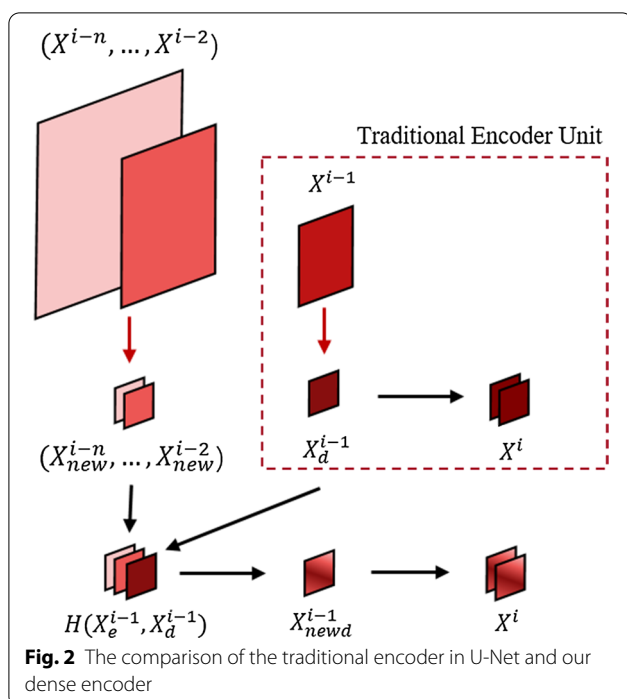 (X^{i-n}, ..., X^{i-2})
Traditional Encoder Unit
X^{i-1}
X_d^{i-1}
X^i
(X_{new}^{i-n}, ..., X_{new}^{i-2})
H(X_e^{i-1}, X_d^{i-1})
X_{newd}^{i-1}
X^i
Fig. 2 The comparison of the traditional encoder in U-Net and our
dense encoder